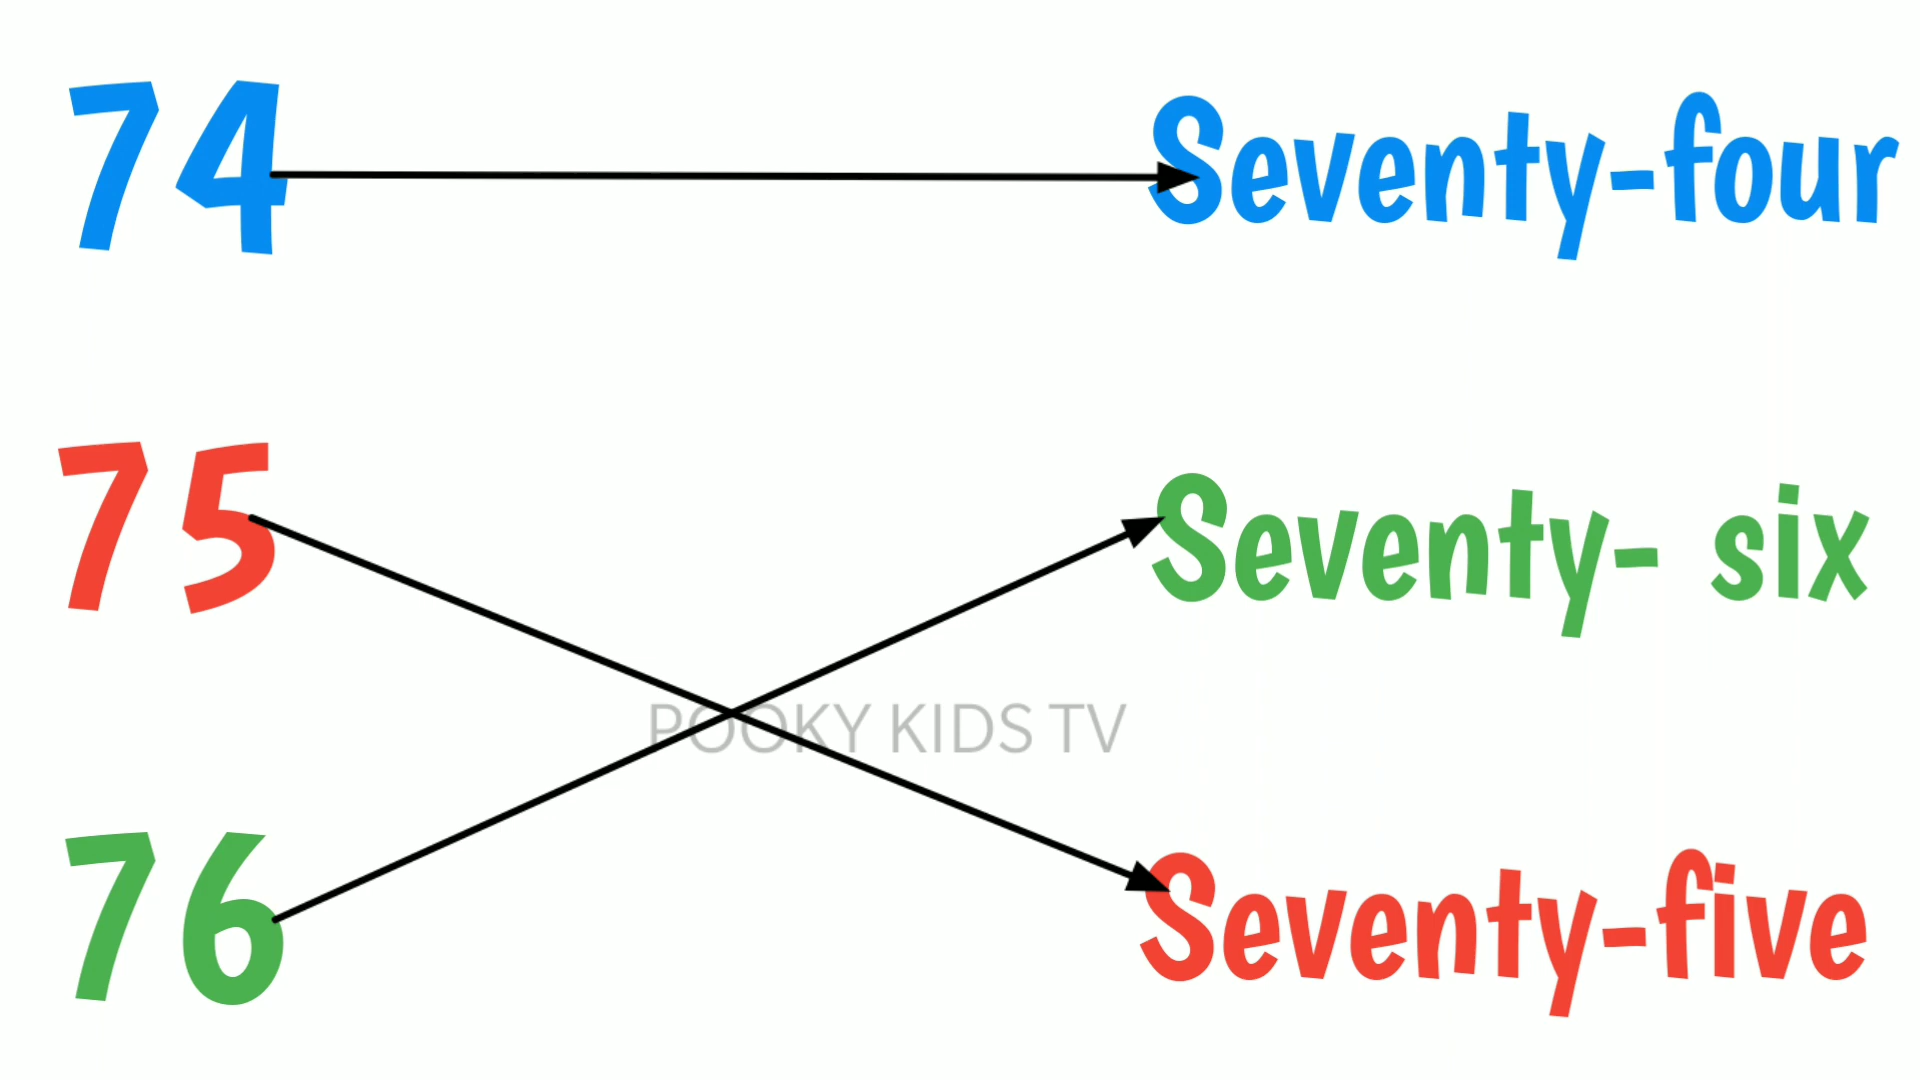 74 Seventy-four
75 Seventy- six
POOKY KIDS TV
76 Seventy-five